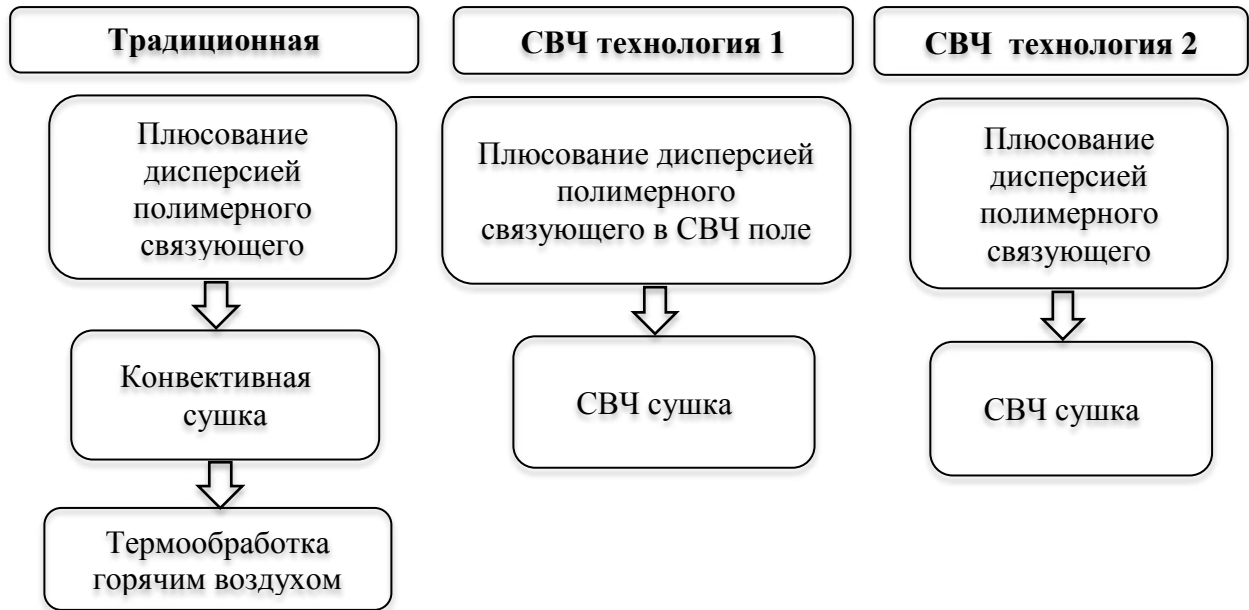 Традиционная
Плюсование
дисперсией
полимерного
связующего
Конвективная
сушка
Термообработка
горячим воздухом
СВЧ технология 1
Плюсование дисперсией
полимерного
связующего в СВЧ поле
СВЧ сушка
СВЧ технология 2
Плюсование
дисперсией
полимерного
связующего
СВЧ сушка